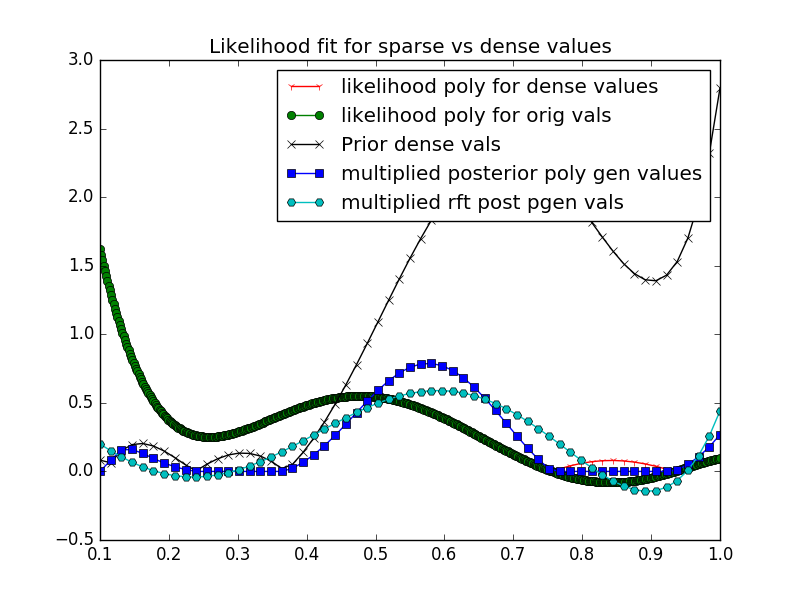 Likelihood fit for sparse vs dense values
likelihood poly for dense values
likelihood poly for orig vals
Prior dense vals
multiplied posterior poly gen values
multiplied rft post pgen vals
3.0
2.5
2.0
1.5
1.0
0.5
0.0
−0.5
0.1 0.2 0.3 0.4 0.5 0.6 0.7 0.8 0.9 1.0